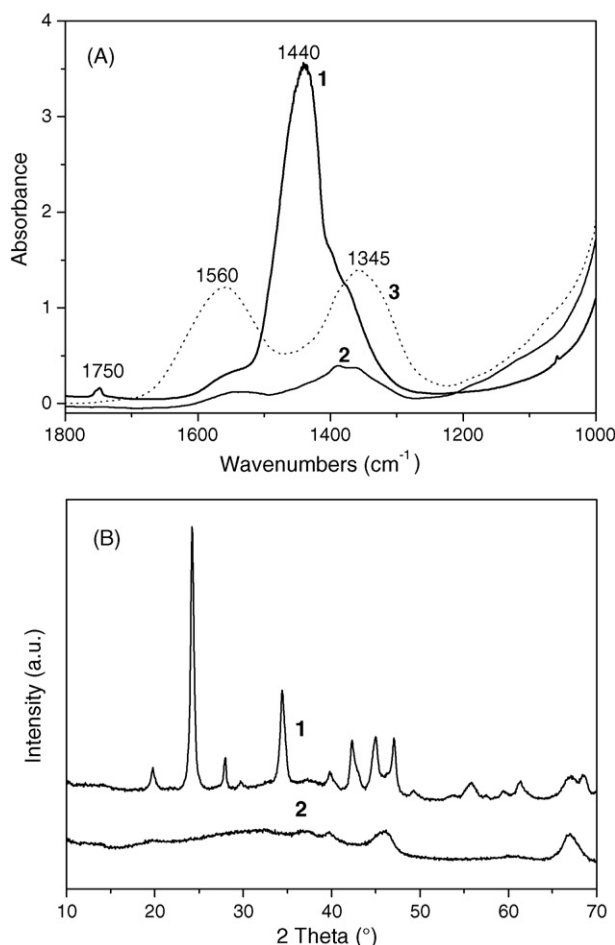 (A)
1440
1
1560
1345
3
2
1750
Absorbance
4
3
2
1
0
1800 1600 1400 1200 1000
Wavenumbers (cm⁻¹)
(B)
1
2
Intensity (a.u.)
10 20 30 40 50 60 70
2 Theta (°)